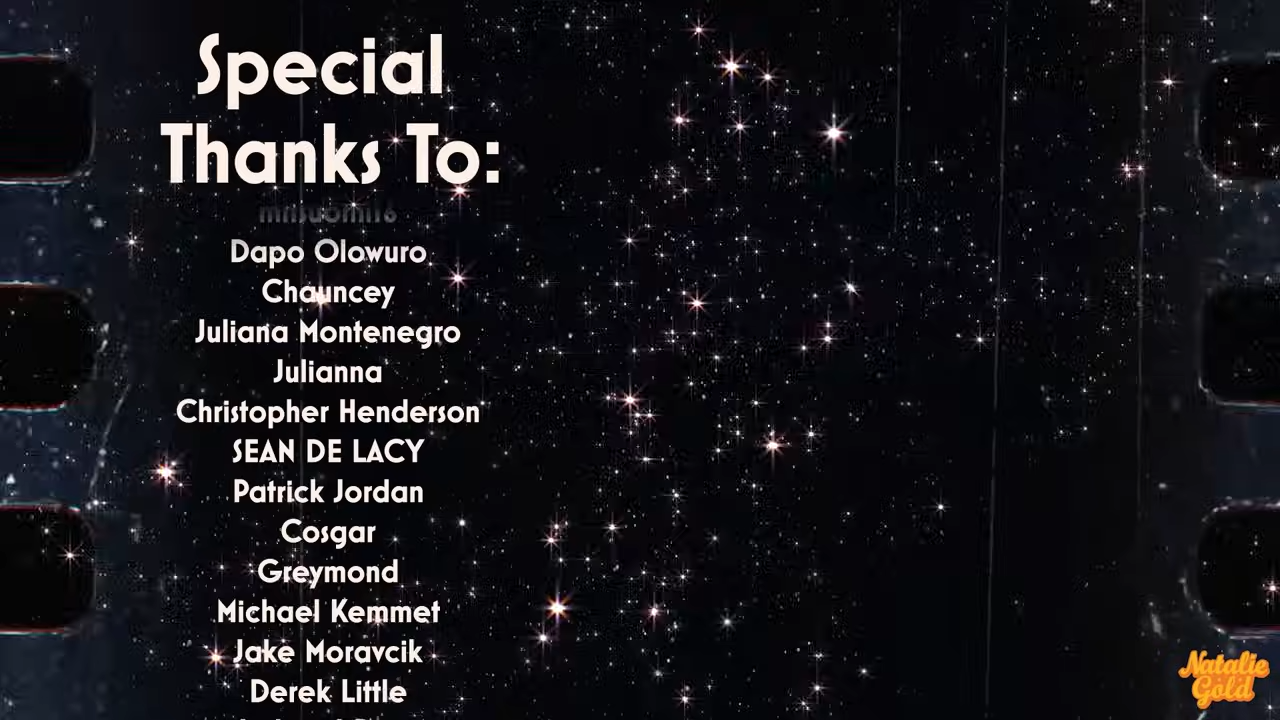 Special
Thanks To:
Dapo Olowuro
Chauncey
Juliana Montenegro
Julianna
Christopher Henderson
SEAN DE LACY
Patrick Jordan
Cosgar
Greymond
Michael Kemmet
Jake Moravcik
Derek Little
Natalie
Gold